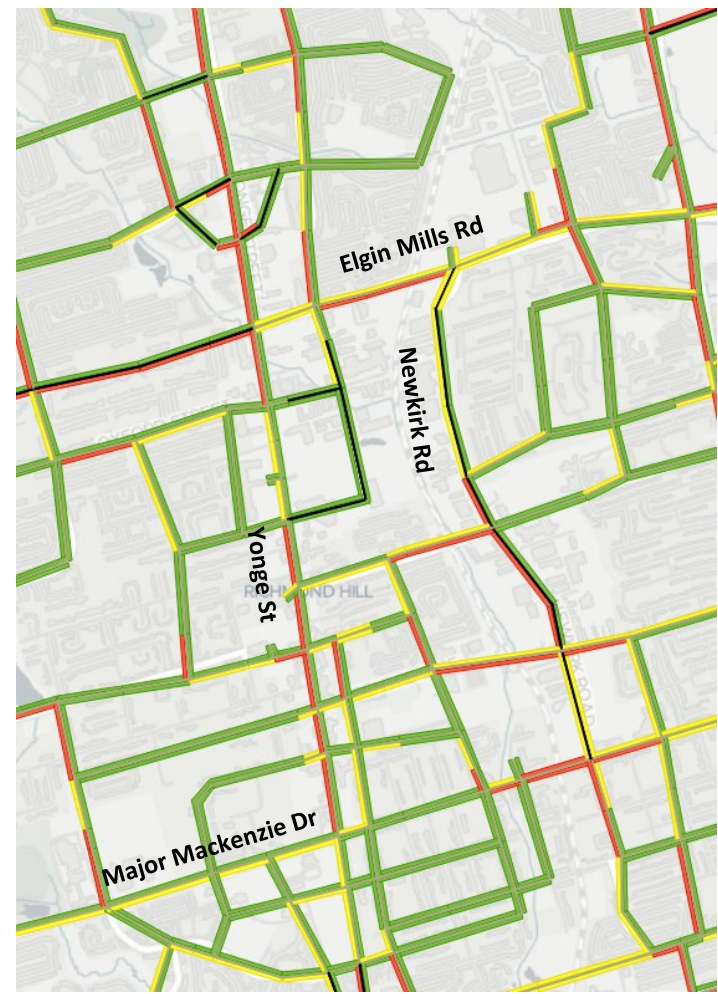 Elgin Mills Rd
Newkirk Rd
Yonge St
RICHMOND HILL
Major Mackenzie Dr